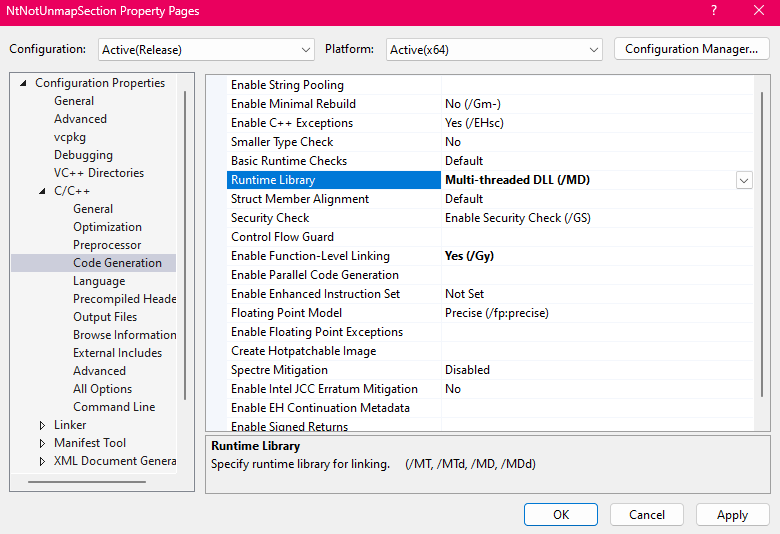 NtNotUnmapSection Property Pages
? ×
Configuration: Active(Release) Platform: Active(x64) Configuration Manager...
Configuration Properties
General
Advanced
vcpkg
Debugging
VC++ Directories
C/C++
General
Optimization
Preprocessor
Code Generation
Language
Precompiled Heade
Output Files
Browse Information
External Includes
Advanced
All Options
Command Line
Linker
Manifest Tool
XML Document Genera
Enable String Pooling
Enable Minimal Rebuild No (/Gm-)
Enable C++ Exceptions Yes (/EHsc)
Smaller Type Check No
Basic Runtime Checks Default
Runtime Library Multi-threaded DLL (/MD)
Struct Member Alignment Default
Security Check Enable Security Check (/GS)
Control Flow Guard
Enable Function-Level Linking Yes (/Gy)
Enable Parallel Code Generation
Enable Enhanced Instruction Set Not Set
Floating Point Model Precise (/fp:precise)
Enable Floating Point Exceptions
Create Hotpatchable Image
Spectre Mitigation Disabled
Enable Intel JCC Erratum Mitigation No
Enable EH Continuation Metadata
Enable Signed Returns
Runtime Library
Specify runtime library for linking. (/MT, /MTd, /MD, /MDd)
OK Cancel Apply